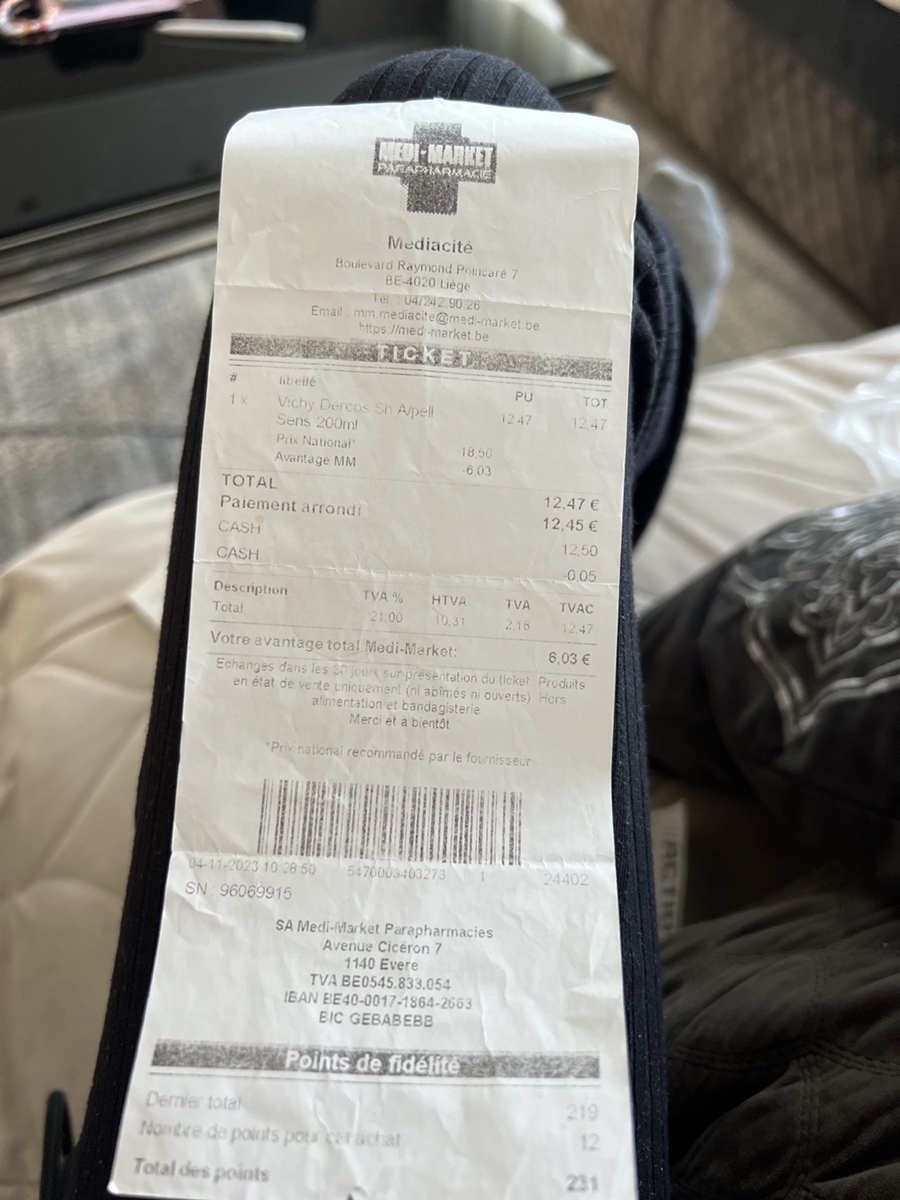 MEDI-MARKET
PARAPHARMACIE
Mediacité
Boulevard Raymond Poincaré 7
BE-4020 Liège
Tél. : 04/242.90.26
Email : mm.mediacite@medi-market.be
https://medi-market.be
TICKET
# libellé PU TOT
1 x Vichy Dercos Sh A/pell 12.47 12.47
Sens 200ml
Prix National* 18,50
Avantage MM -6,03
TOTAL 12,47 €
Paiement arrondi 12,45 €
CASH 12,50
CASH -0,05
Description TVA % HTVA TVA TVAC
Total 21,00 10,31 2,16 12,47
Votre avantage total Medi-Market: 6,03 €
Echanges dans les 30 jours sur présentation du ticket. Produits
en état de vente uniquement (ni abîmés ni ouverts). Hors
alimentation et bandagisterie.
Merci et à bientôt
*Prix national recommandé par le fournisseur
04-11-2023 10:28:50 5470003403273 1 24402
SN : 96069915
SA Medi-Market Parapharmacies
Avenue Cicéron 7
1140 Evere
TVA BE0545.833.054
IBAN BE40-0017-1864-2663
BIC GEBABEBB
Points de fidélité
Dernier total 219
Nombre de points pour cet achat 12
Total des points 231